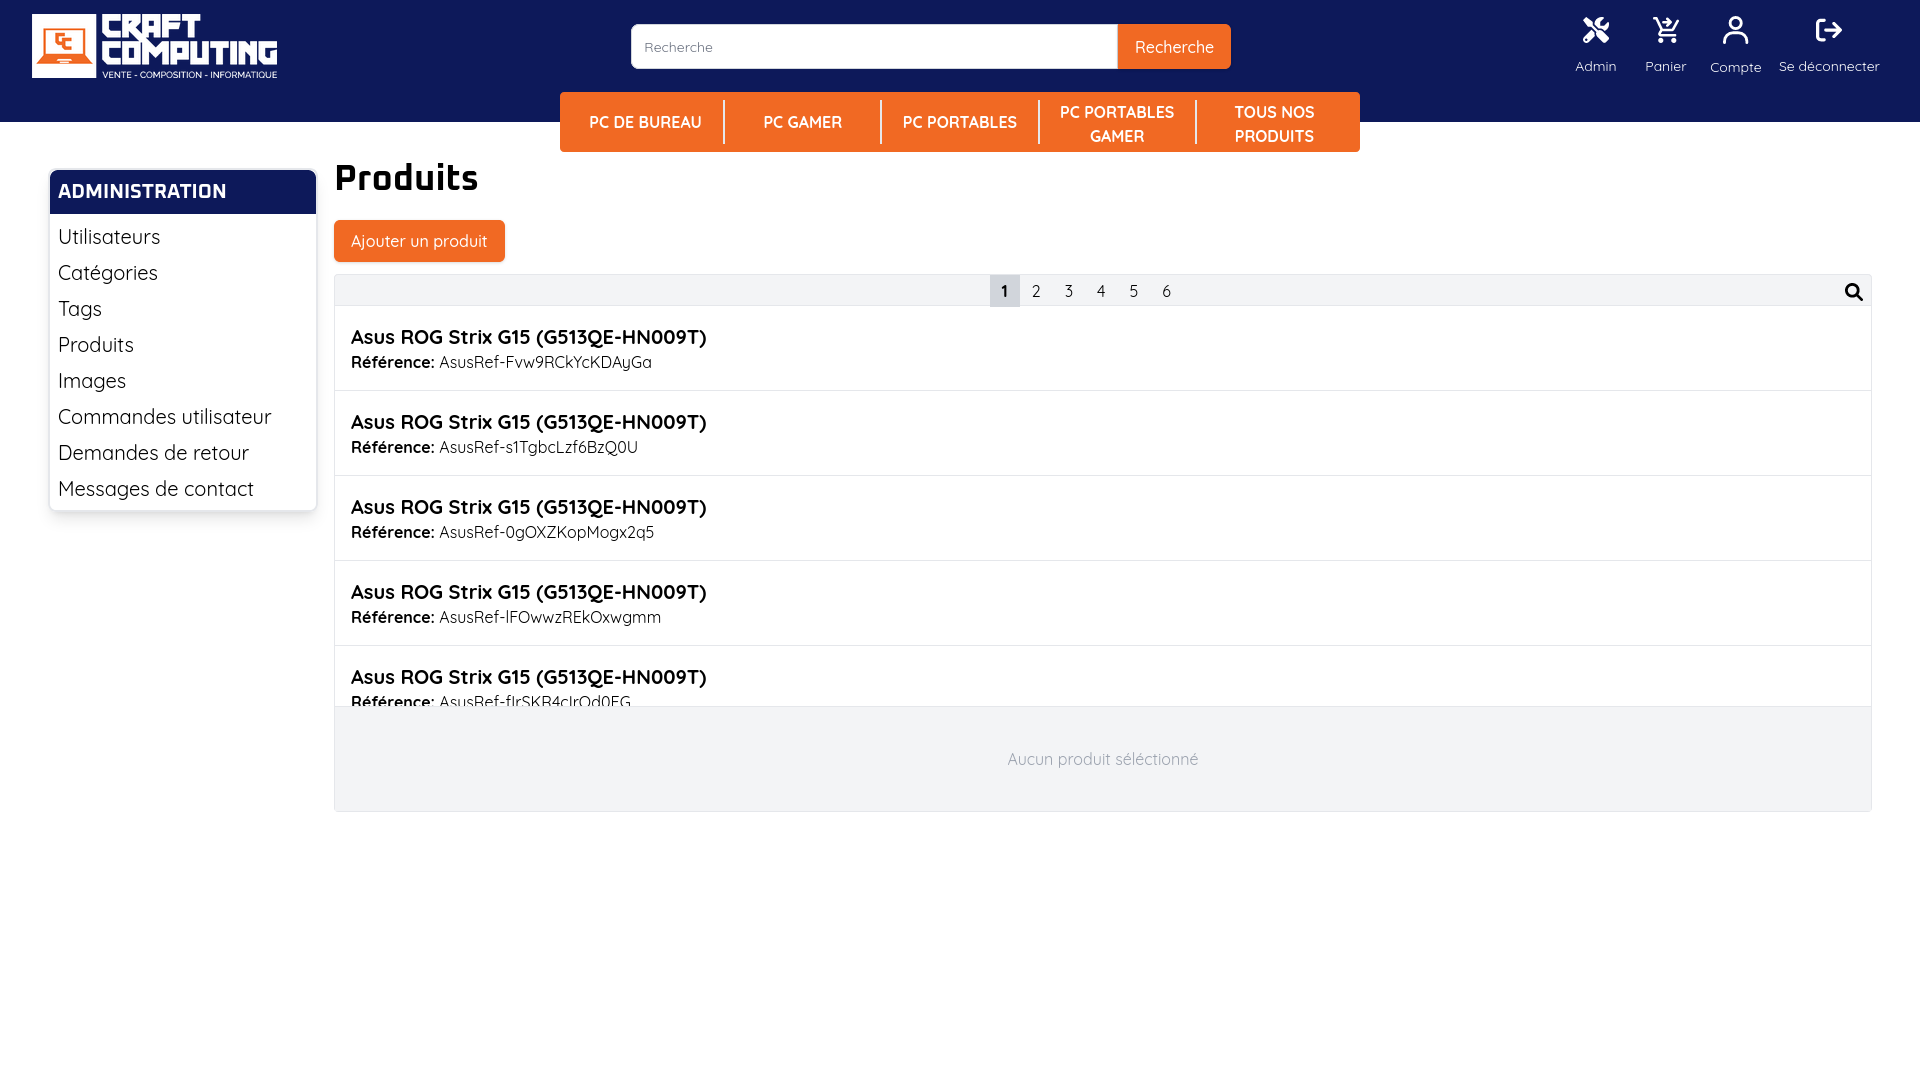 CRAFT
COMPUTING
VENTE - COMPOSITION - INFORMATIQUE
Recherche
Recherche
Admin
Panier
Compte
Se déconnecter
PC DE BUREAU
PC GAMER
PC PORTABLES
PC PORTABLES
GAMER
TOUS NOS
PRODUITS
ADMINISTRATION
Utilisateurs
Catégories
Tags
Produits
Images
Commandes utilisateur
Demandes de retour
Messages de contact
Produits
Ajouter un produit
1 2 3 4 5 6
Asus ROG Strix G15 (G513QE-HN009T)
Référence: AsusRef-Fvw9RCkYcKDAyGa
Asus ROG Strix G15 (G513QE-HN009T)
Référence: AsusRef-s1TgbcLzf6BzQ0U
Asus ROG Strix G15 (G513QE-HN009T)
Référence: AsusRef-0gOXZKopMogx2q5
Asus ROG Strix G15 (G513QE-HN009T)
Référence: AsusRef-lFOwwzREkOxwgmm
Asus ROG Strix G15 (G513QE-HN009T)
Référence:
Aucun produit séléctionné